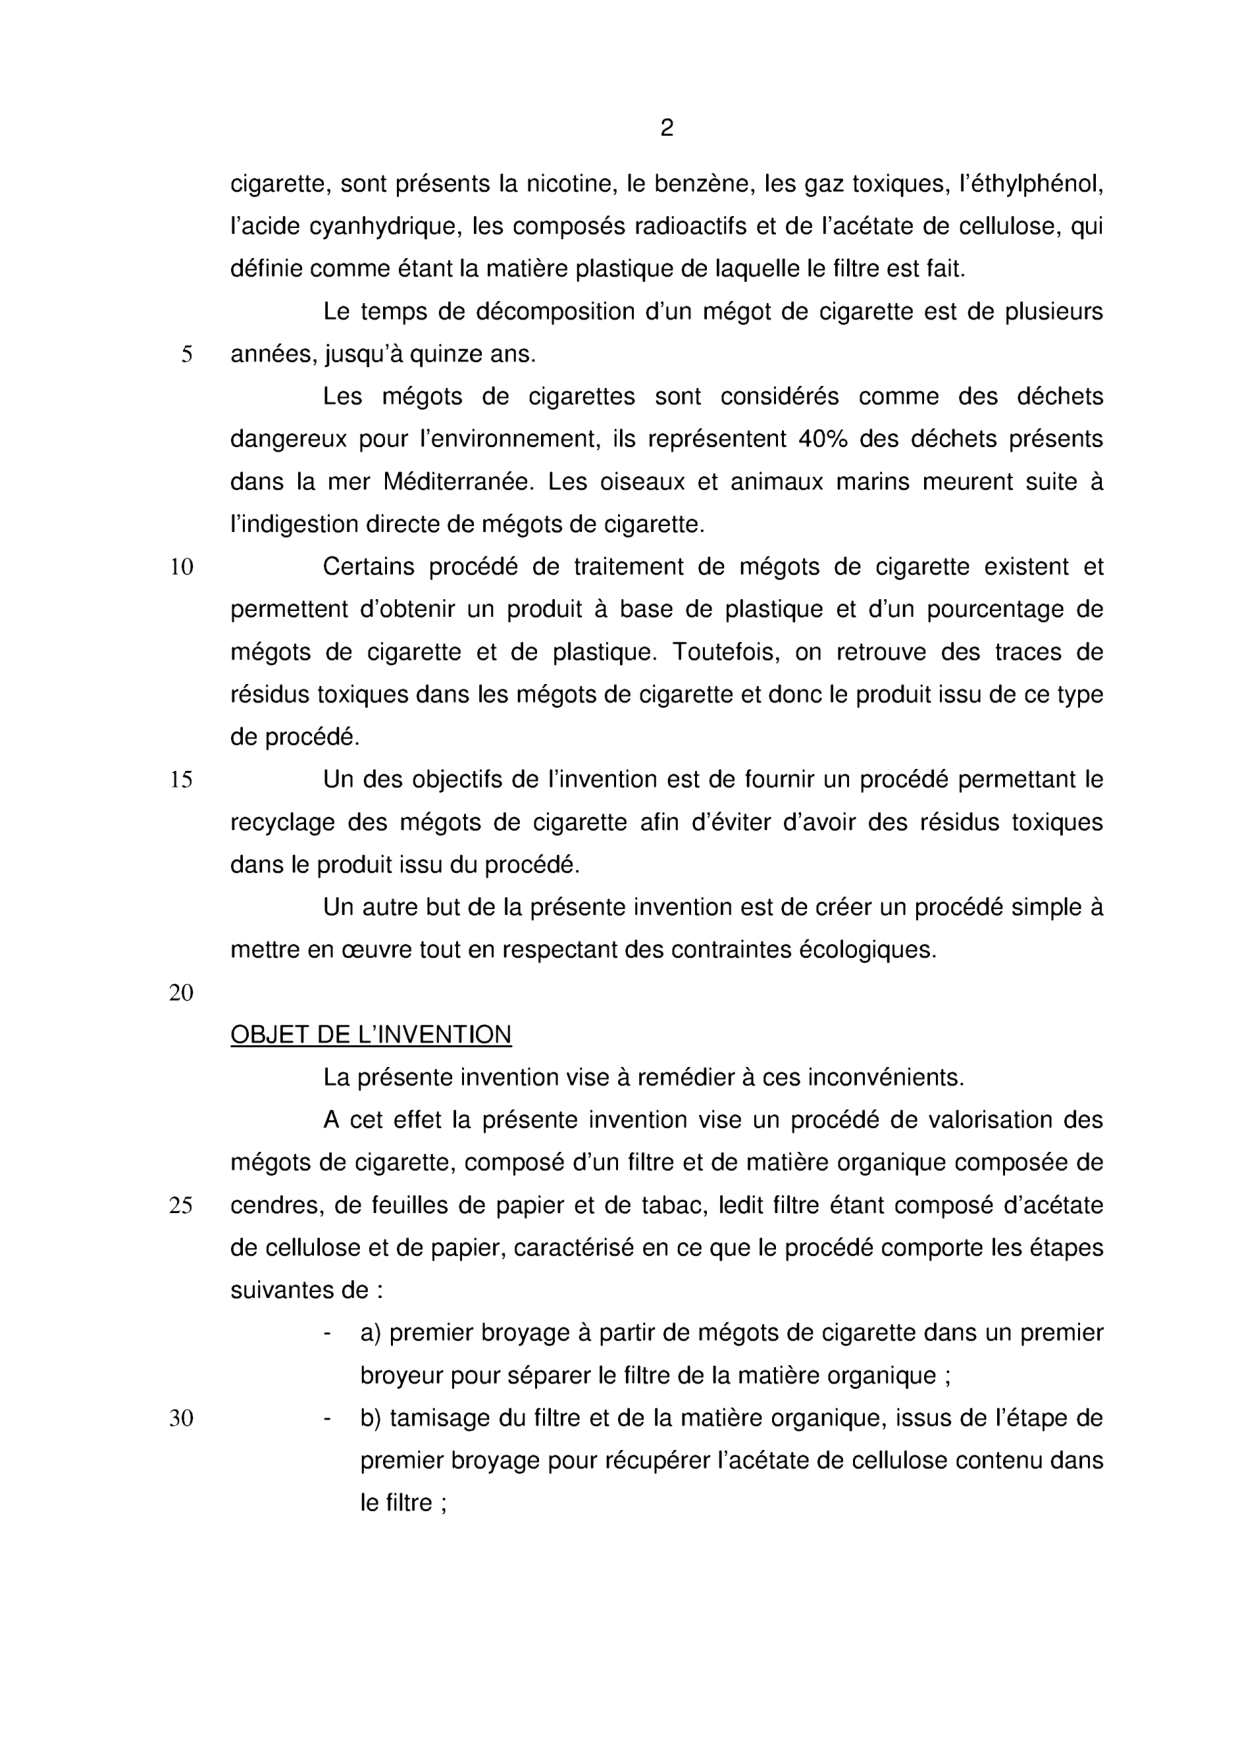 2
cigarette, sont présents la nicotine, le benzène, les gaz toxiques, l'éthylphénol,
l'acide cyanhydrique, les composés radioactifs et de l'acétate de cellulose, qui
définie comme étant la matière plastique de laquelle le filtre est fait.
Le temps de décomposition d'un mégot de cigarette est de plusieurs
5 années, jusqu'à quinze ans.
Les mégots de cigarettes sont considérés comme des déchets
dangereux pour l'environnement, ils représentent 40% des déchets présents
dans la mer Méditerranée. Les oiseaux et animaux marins meurent suite à
l'indigestion directe de mégots de cigarette.
10 Certains procédé de traitement de mégots de cigarette existent et
permettent d'obtenir un produit à base de plastique et d'un pourcentage de
mégots de cigarette et de plastique. Toutefois, on retrouve des traces de
résidus toxiques dans les mégots de cigarette et donc le produit issu de ce type
de procédé.
15 Un des objectifs de l'invention est de fournir un procédé permettant le
recyclage des mégots de cigarette afin d'éviter d'avoir des résidus toxiques
dans le produit issu du procédé.
Un autre but de la présente invention est de créer un procédé simple à
mettre en œuvre tout en respectant des contraintes écologiques.
20
OBJET DE L'INVENTION
La présente invention vise à remédier à ces inconvénients.
A cet effet la présente invention vise un procédé de valorisation des
mégots de cigarette, composé d'un filtre et de matière organique composée de
25 cendres, de feuilles de papier et de tabac, ledit filtre étant composé d'acétate
de cellulose et de papier, caractérisé en ce que le procédé comporte les étapes
suivantes de :
- a) premier broyage à partir de mégots de cigarette dans un premier
broyeur pour séparer le filtre de la matière organique ;
30 - b) tamisage du filtre et de la matière organique, issus de l'étape de
premier broyage pour récupérer l'acétate de cellulose contenu dans
le filtre ;